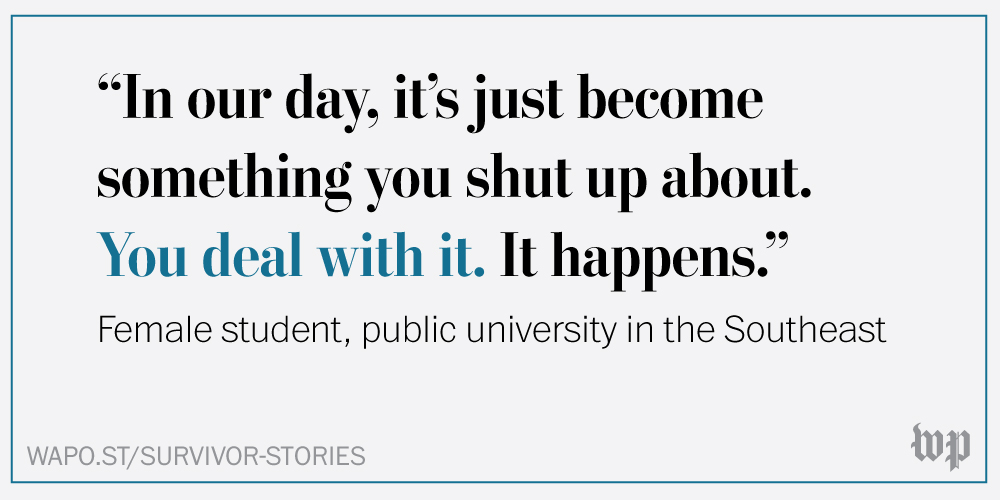 “In our day, it’s just become
something you shut up about.
You deal with it. It happens.”
Female student, public university in the Southeast
WAPO.ST/SURVIVOR-STORIES
wp